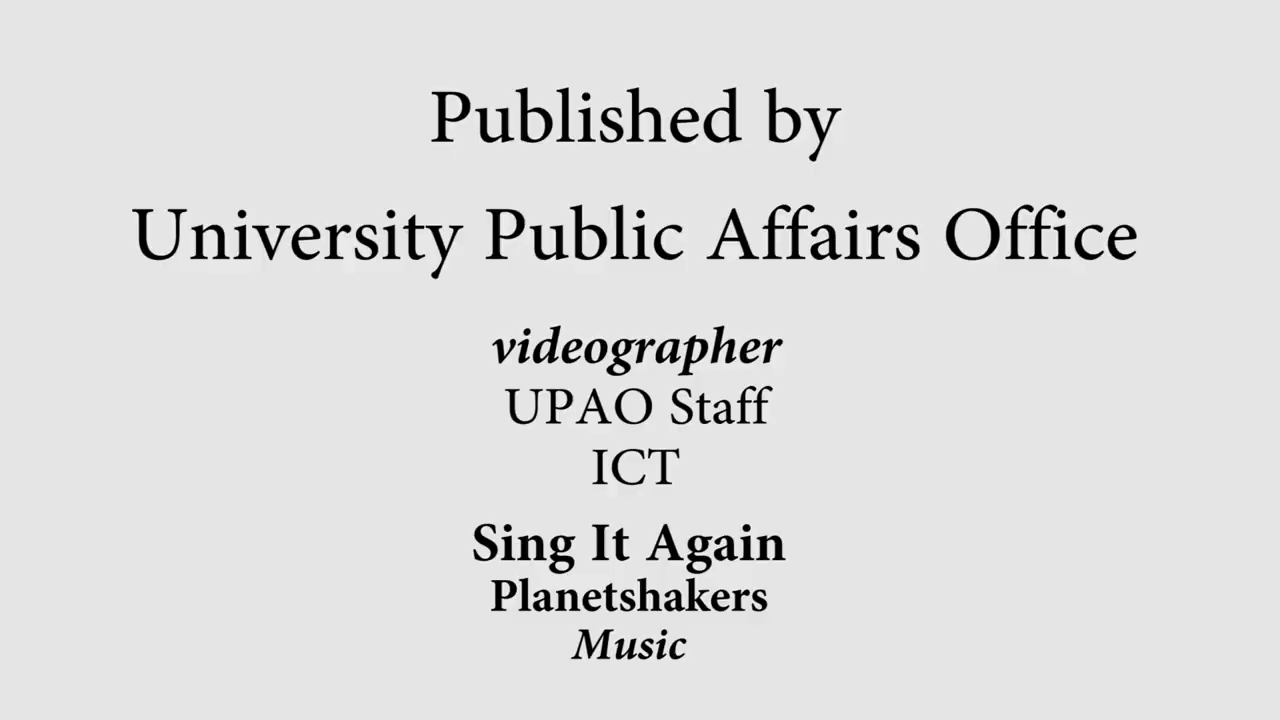 Published by
University Public Affairs Office
videographer
UPAO Staff
ICT
Sing It Again
Planetshakers
Music